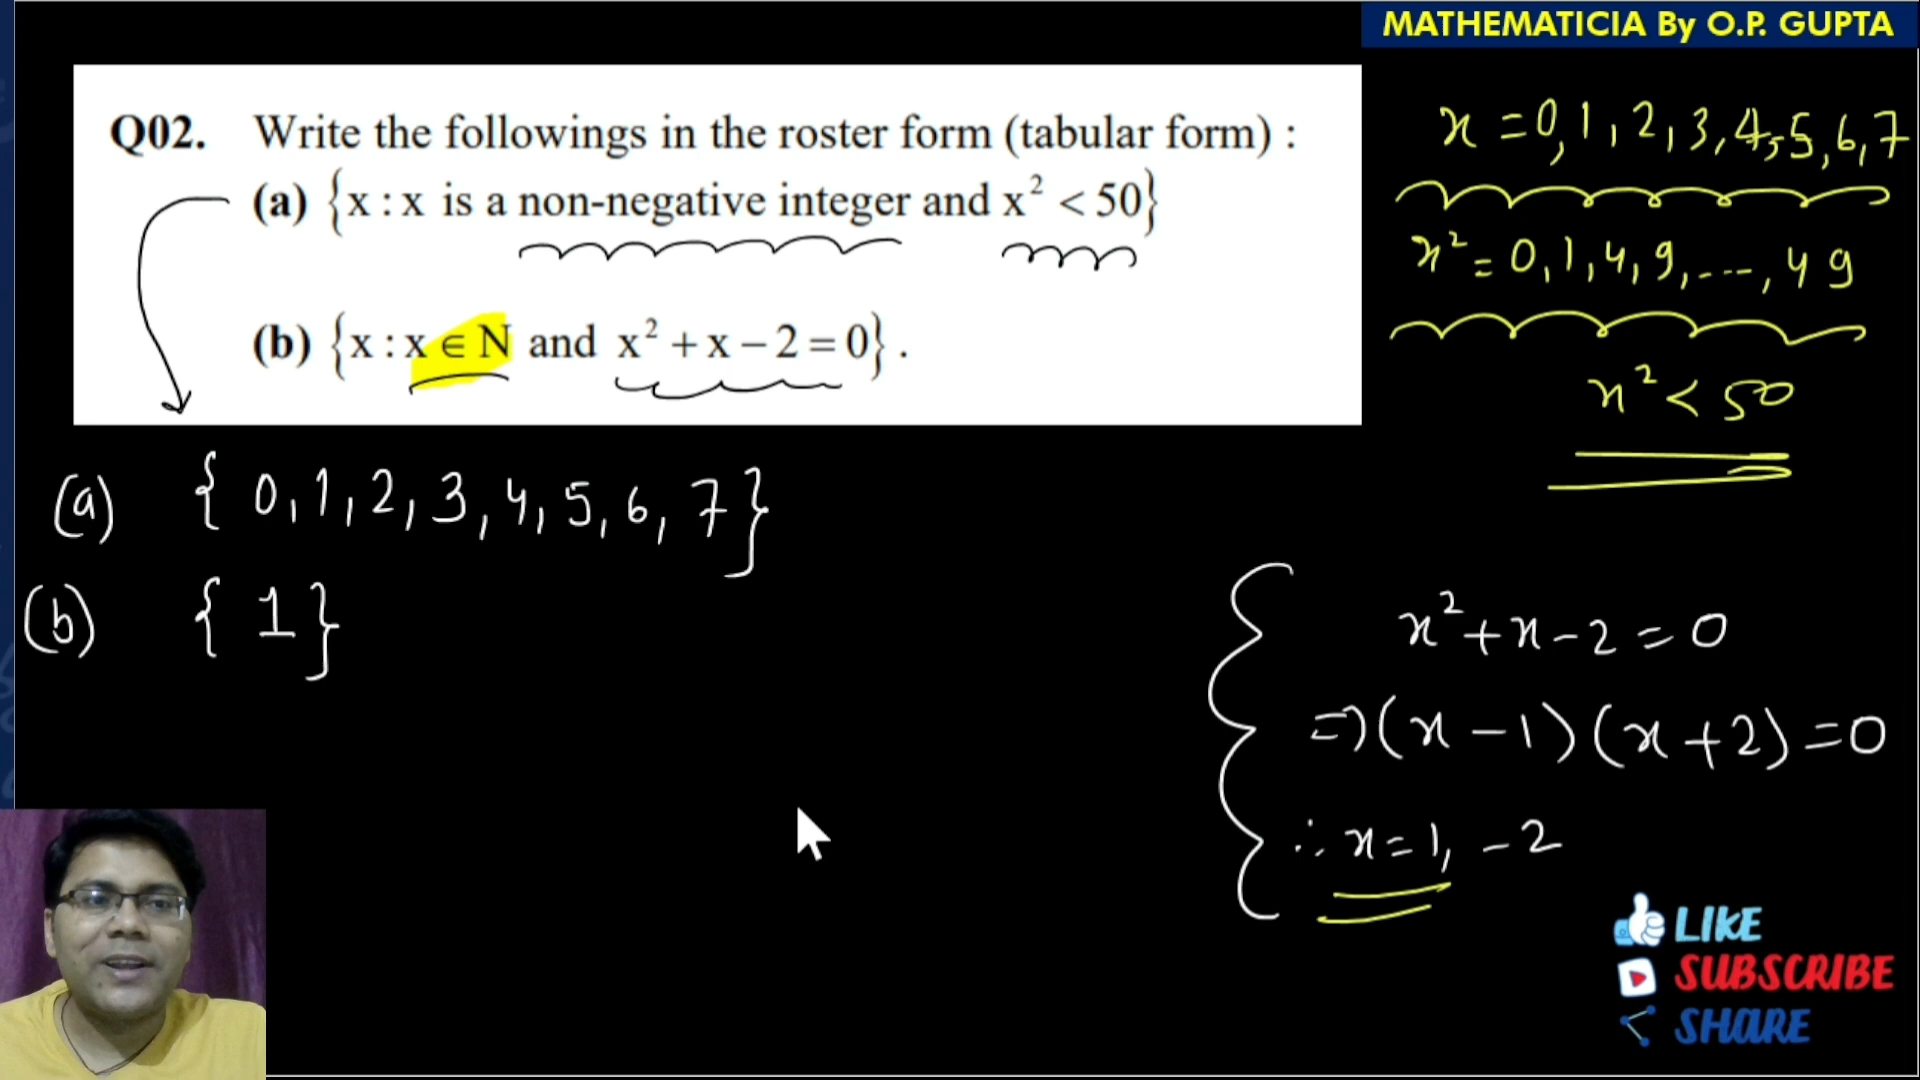 MATHEMATICIA By O.P. GUPTA
Q02. Write the followings in the roster form (tabular form) :
(a) {x : x is a non-negative integer and x² < 50}
(b) {x : x ∈ N and x² + x − 2 = 0} .
x = 0, 1, 2, 3, 4, 5, 6, 7
x² = 0, 1, 4, 9, ---, 49
x² < 50
(a) { 0, 1, 2, 3, 4, 5, 6, 7 }
(b) { 1 }
x² + x − 2 = 0
⇒ (x − 1) (x + 2) = 0
∴ x = 1, − 2
LIKE
SUBSCRIBE
SHARE